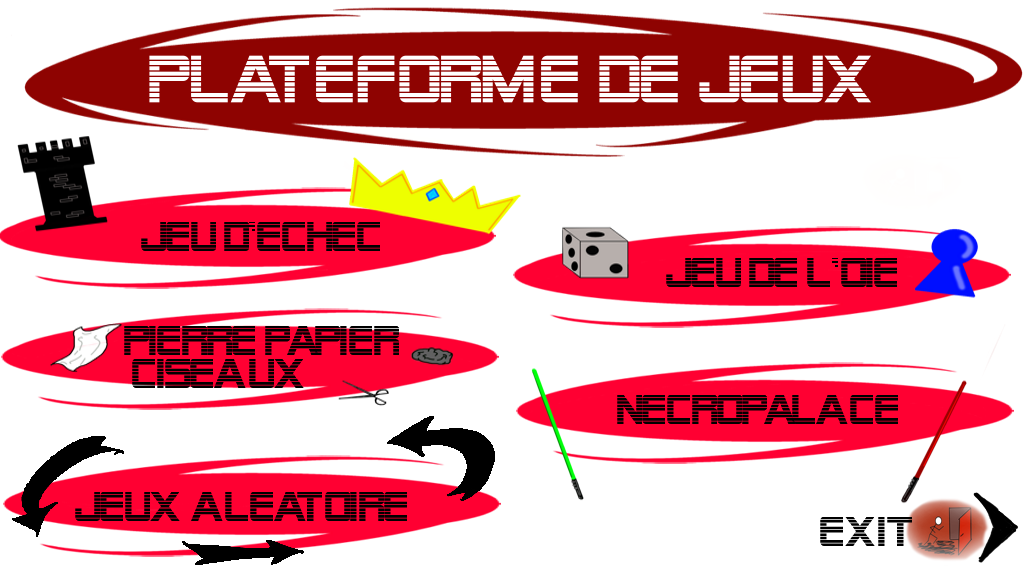 PLATEFORME DE JEUX
JEU D'ECHEC
JEU DE L'OIE
PIERRE PAPIER
CISEAUX
NECROPALACE
JEUX ALEATOIRE
EXIT